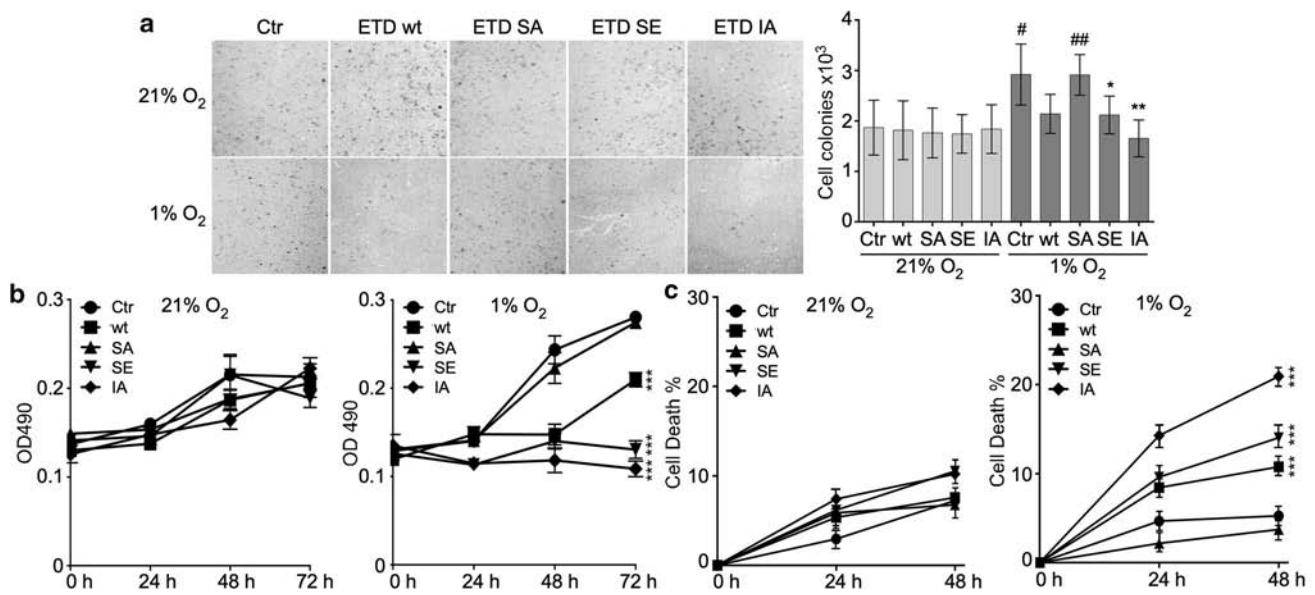 a
Ctr ETD wt ETD SA ETD SE ETD IA
21% O2
1% O2
Cell colonies x10³
4
3
2
1
0
# ## * **
Ctr wt SA SE IA Ctr wt SA SE IA
21% O2 1% O2
b
21% O2
OD490
0.3
0.2
0.1
0
Ctr
wt
SA
SE
IA
0 h 24 h 48 h 72 h
1% O2
OD 490
0.3
0.2
0.1
0
Ctr
wt
SA
SE
IA
***
***
***
0 h 24 h 48 h 72 h
c
21% O2
Cell Death %
30
20
10
0
Ctr
wt
SA
SE
IA
0 h 24 h 48 h
1% O2
Cell Death %
30
20
10
0
Ctr
wt
SA
SE
IA
***
***
***
0 h 24 h 48 h